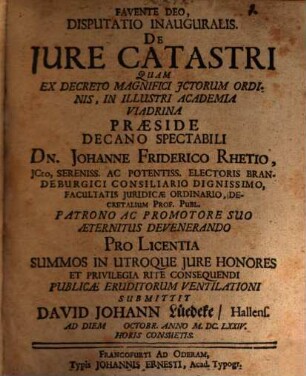 FAVENTE DEO,
DISPUTATIO INAUGURALIS.
DE
JURE CATASTRI
QUAM
EX DECRETO MAGNIFICI JCTORUM ORDI-
NIS, IN ILLUSTRI ACADEMIA
VIADRINA
PRÆSIDE
DECANO SPECTABILI
DN. JOHANNE FRIDERICO RHETIO,
JCTO, SERENISS. AC POTENTISS. ELECTORIS BRAN-
DEBURGICI CONSILIARIO DIGNISSIMO,
FACULTATIS JURIDICÆ ORDINARIO, DE-
CRETALIUM PROF. PUBL.
PATRONO AC PROMOTORE SUO
ÆTERNITUS DEVENERANDO
PRO LICENTIA
SUMMOS IN UTROQUE JURE HONORES
ET PRIVILEGIA RITE CONSEQUENDI
PUBLICÆ ERUDITORUM VENTILATIONI
SUBMITTIT
DAVID JOHANN Lüedeke/ Hallens.
AD DIEM OCTOBR. ANNO M. DC. LXXIV.
HORIS CONSUETIS.
FRANCOFURTI AD ODERAM,
Typis JOHANNIS ERNESTI, Acad. Typogr.